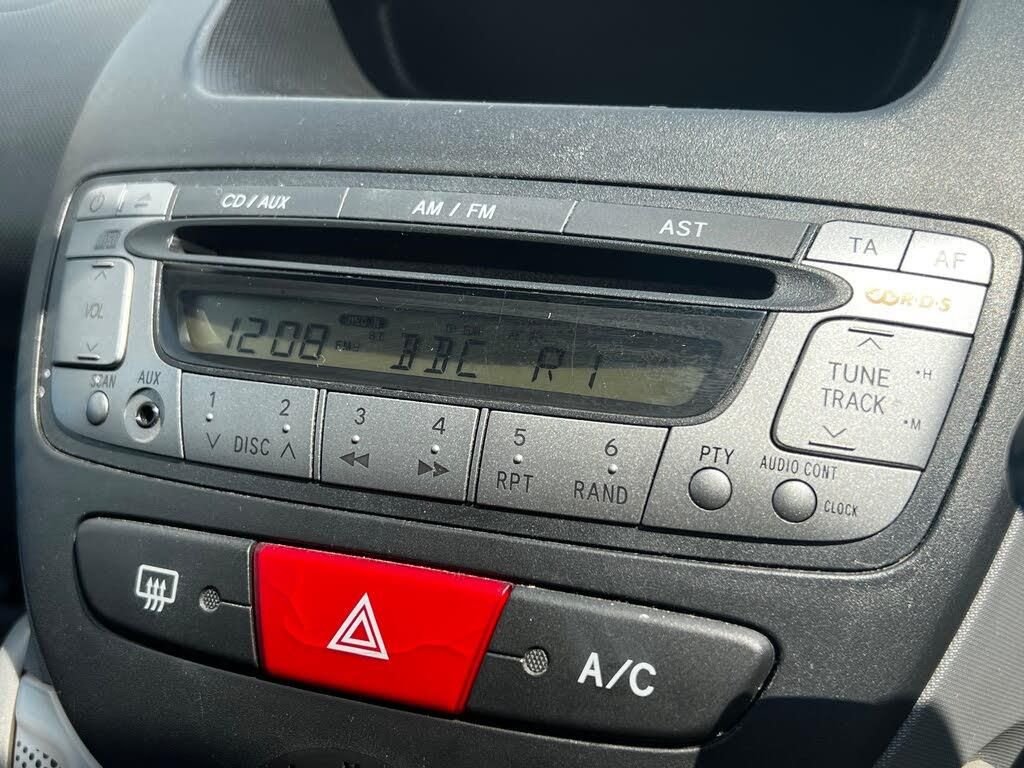 CD/AUX AM / FM AST TA AF
VOL
1208 BBC R1
R·D·S
TUNE •H
TRACK •M
SCAN AUX
1 2 3 4 5 6
DISC RPT RAND
PTY AUDIO CONT
CLOCK
A/C